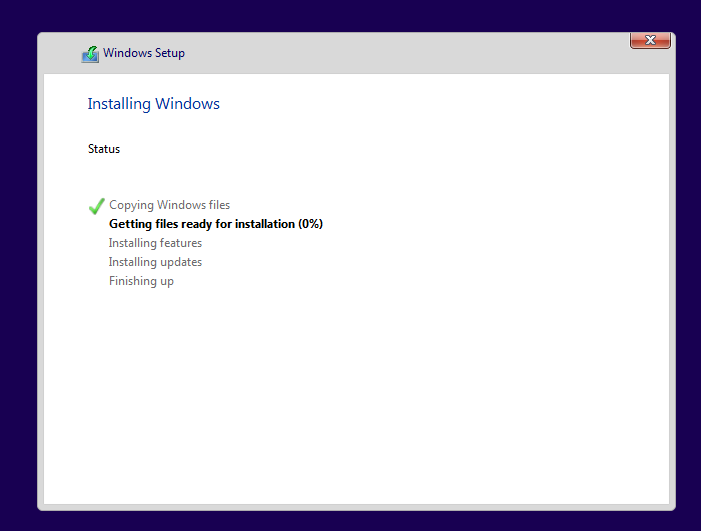 Windows Setup
Installing Windows
Status
Copying Windows files
Getting files ready for installation (0%)
Installing features
Installing updates
Finishing up